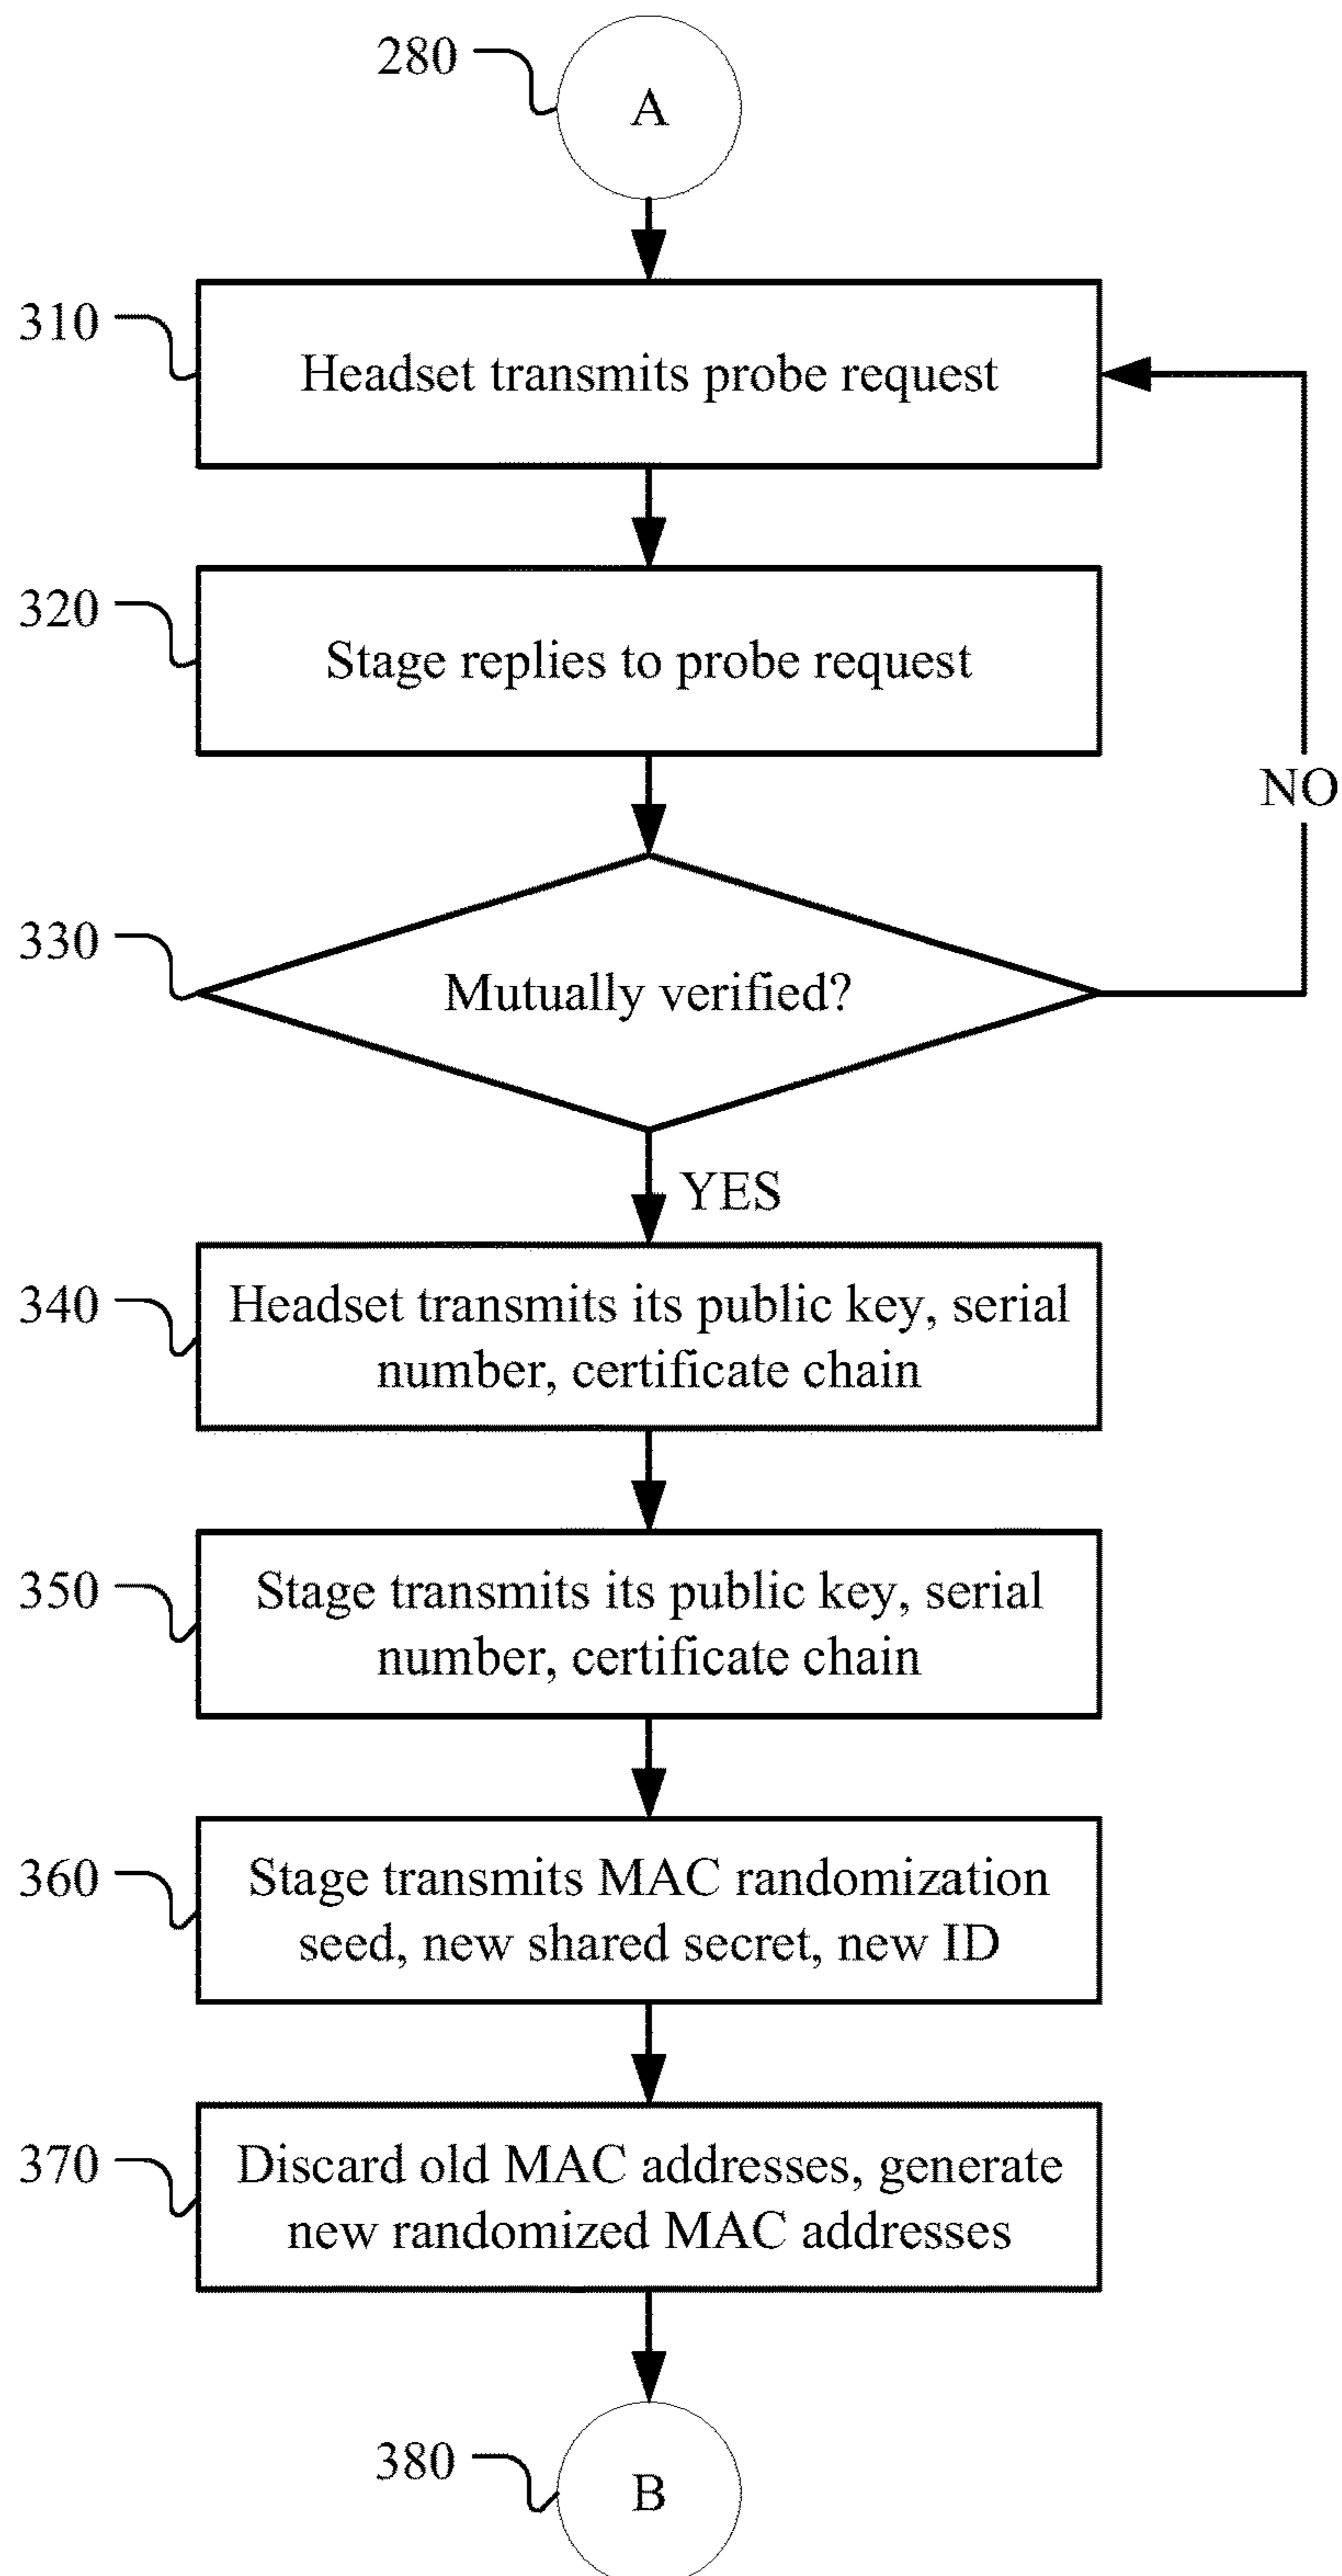 280
A
310
Headset transmits probe request
320
Stage replies to probe request
NO
330
Mutually verified?
YES
340
Headset transmits its public key, serial
number, certificate chain
350
Stage transmits its public key, serial
number, certificate chain
360
Stage transmits MAC randomization
seed, new shared secret, new ID
370
Discard old MAC addresses, generate
new randomized MAC addresses
380
B